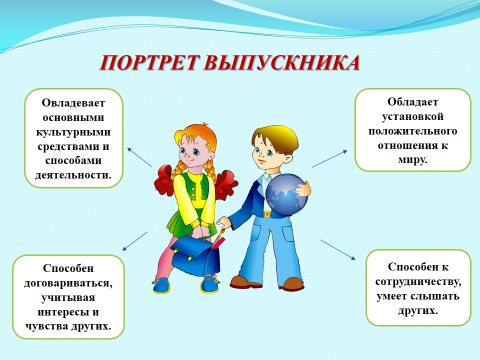 ПОРТРЕТ ВЫПУСКНИКА
Овладевает
основными
культурными
средствами и
способами
деятельности.
Обладает
установкой
положительного
отношения к
миру.
Способен
договариваться,
учитывая
интересы и
чувства других.
Способен к
сотрудничеству,
умеет слышать
других.